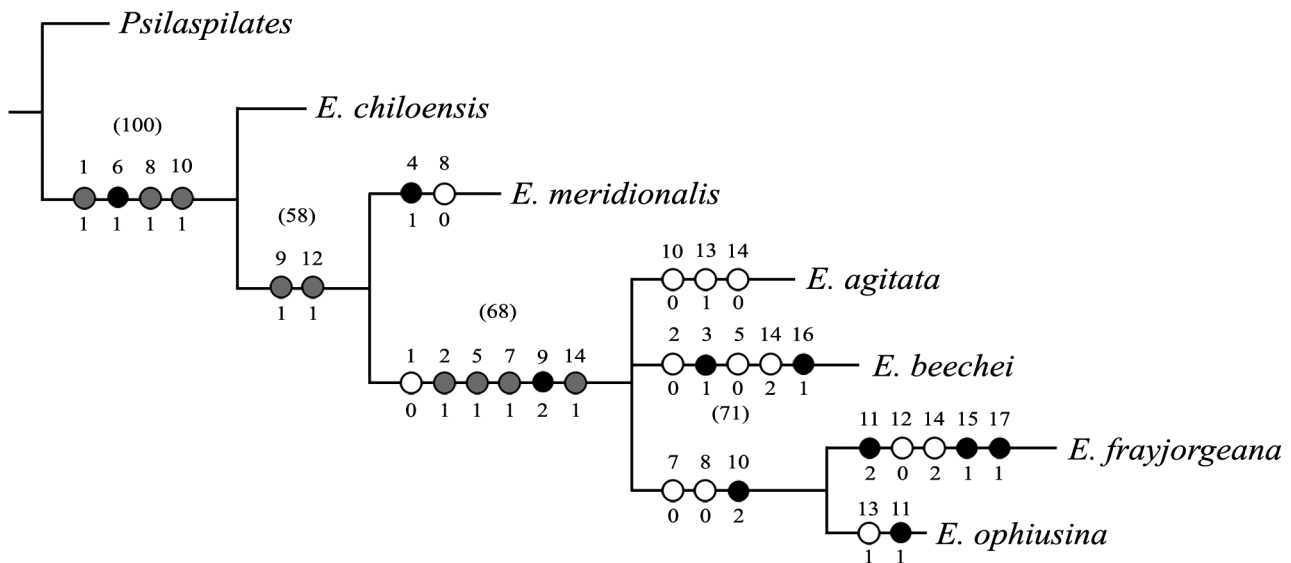 Psilaspilates
E. chiloensis
(100)
1 6 8 10
1 1 1 1
4 8
E. meridionalis
1 0
(58)
9 12
1 1
10 13 14
E. agitata
0 1 0
(68)
1 2 5 7 9 14
0 1 1 1 2 1
2 3 5 14 16
E. beechei
0 1 0 2 1
(71)
11 12 14 15 17
E. frayjorgeana
2 0 2 1 1
7 8 10
0 0 2
13 11
E. ophiusina
1 1